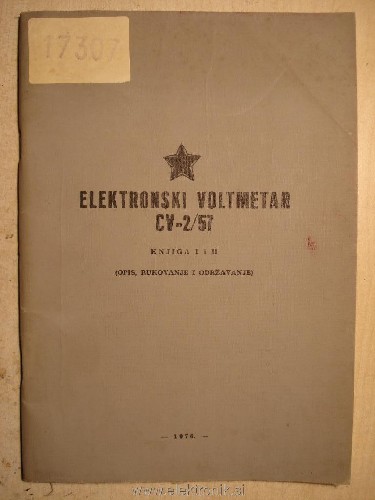 17307
ELEKTRONSKI VOLTMETAR
CV-2/57
KNJIGA I i II
(OPIS, RUKOVANJE I ODRŽAVANJE)
— 1976. —
www.elektronik.si